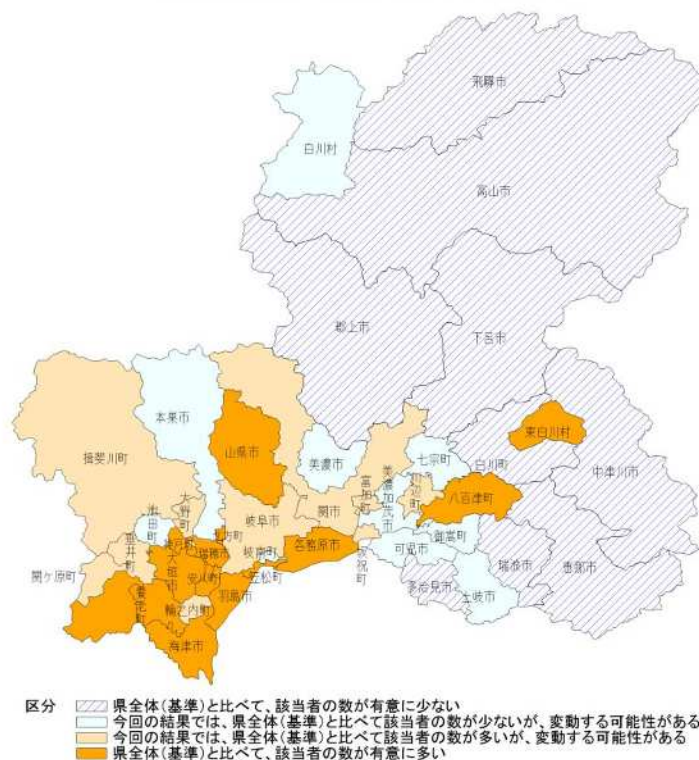 飛騨市
白川村
高山市
郡上市
下呂市
本巣市
東白川村
山県市
揖斐川町
美濃市
七宗町
白川町
中津川市
八百津町
川辺町
富加町
美濃加茂市
大野町
池田町
岐阜市
関市
御嵩町
可児市
各務原市
北方町
神戸町
瑞穂市
垂井町
大垣市
安八町
岐南町
笠松町
坂祝町
関ケ原町
瑞浪市
恵那市
多治見市
土岐市
羽島市
養老町
輪之内町
海津市
区分
県全体(基準)と比べて、該当者の数が有意に少ない
今回の結果では、県全体(基準)と比べて該当者の数が少ないが、変動する可能性がある
今回の結果では、県全体(基準)と比べて該当者の数が多いが、変動する可能性がある
県全体(基準)と比べて、該当者の数が有意に多い